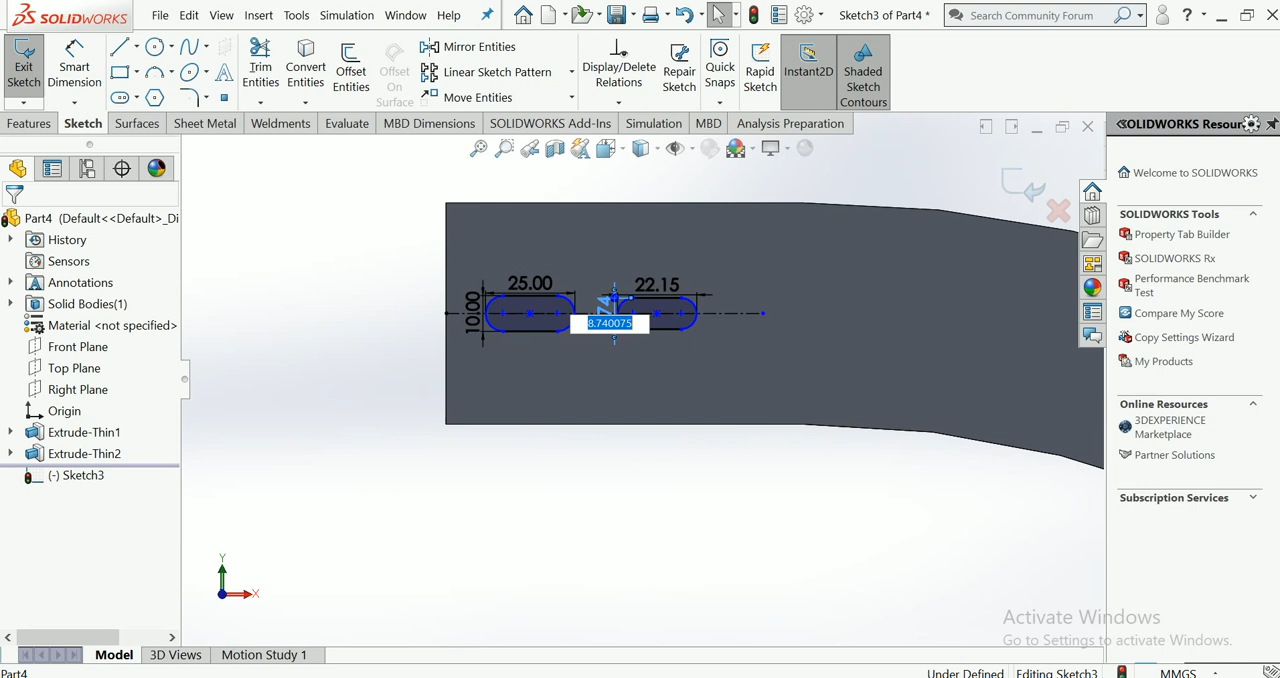 SOLIDWORKS File Edit View Insert Tools Simulation Window Help Sketch3 of Part4 * Search Community Forum ?
Exit Sketch
Smart Dimension
Trim Entities
Convert Entities
Offset Entities
Offset On Surface
Mirror Entities
Linear Sketch Pattern
Move Entities
Display/Delete Relations
Repair Sketch
Quick Snaps
Rapid Sketch
Instant2D
Shaded Sketch Contours
Features Sketch Surfaces Sheet Metal Weldments Evaluate MBD Dimensions SOLIDWORKS Add-Ins Simulation MBD Analysis Preparation
Part4 (Default<<Default>_Di
History
Sensors
Annotations
Solid Bodies(1)
Material <not specified>
Front Plane
Top Plane
Right Plane
Origin
Extrude-Thin1
Extrude-Thin2
(-) Sketch3
25.00 22.15
10.00
8.740075
Y
X
SOLIDWORKS Resour
Welcome to SOLIDWORKS
SOLIDWORKS Tools
Property Tab Builder
SOLIDWORKS Rx
Performance Benchmark
Test
Compare My Score
Copy Settings Wizard
My Products
Online Resources
3DEXPERIENCE
Marketplace
Partner Solutions
Subscription Services
Activate Windows
Go to Settings to activate Windows.
Model 3D Views Motion Study 1
Part4 Under Defined Editing Sketch3 MMGS